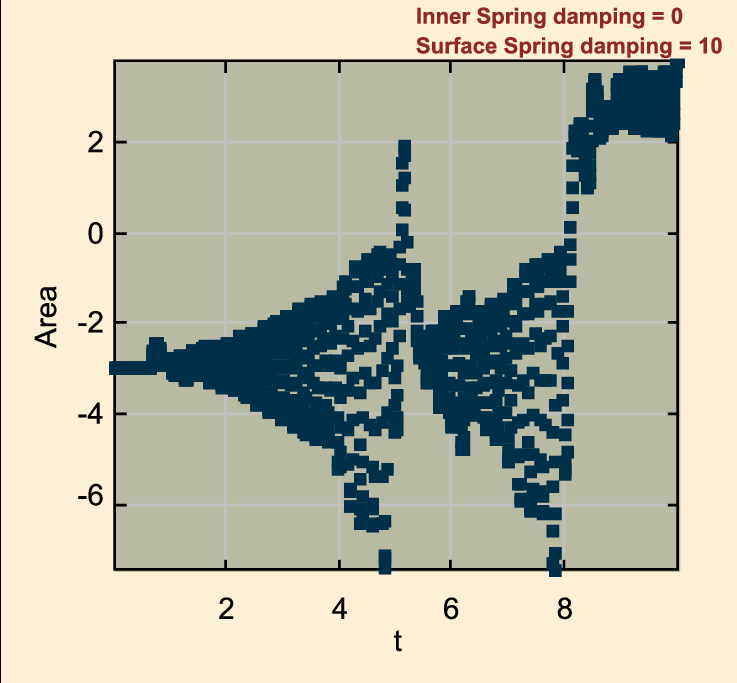 Inner Spring damping = 0
Surface Spring damping = 10
2
0
-2
-4
-6
Area
2 4 6 8
t